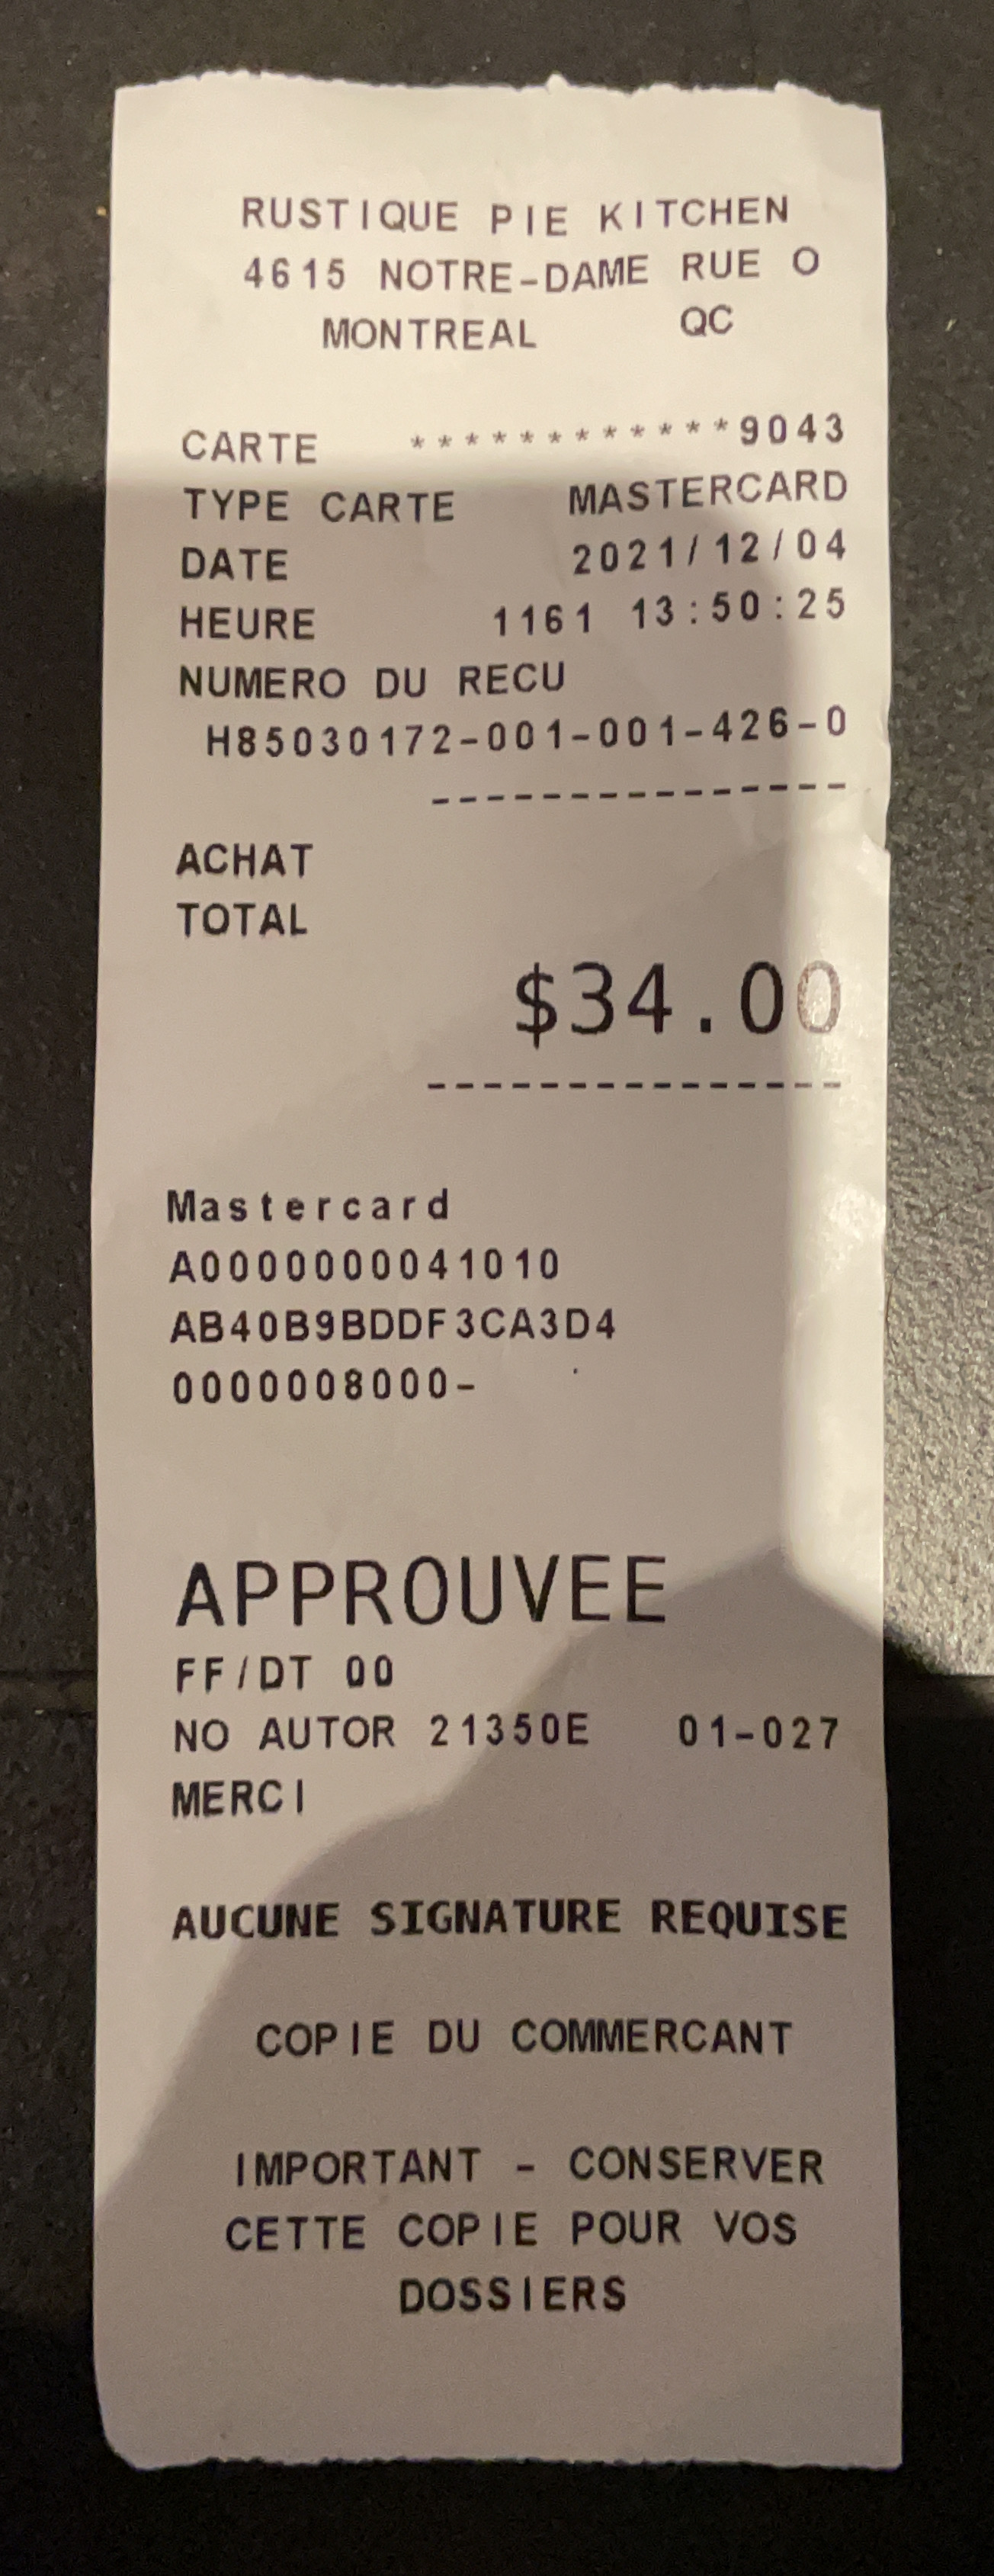 RUSTIQUE PIE KITCHEN
4615 NOTRE-DAME RUE O
MONTREAL QC
CARTE ************9043
TYPE CARTE MASTERCARD
DATE 2021/12/04
HEURE 1161 13:50:25
NUMERO DU RECU
H85030172-001-001-426-0
---------------
ACHAT
TOTAL
$34.00
---------------
Mastercard
A0000000041010
AB40B9BDDF3CA3D4
0000008000-
APPROUVEE
FF/DT 00
NO AUTOR 21350E 01-027
MERCI
AUCUNE SIGNATURE REQUISE
COPIE DU COMMERCANT
IMPORTANT - CONSERVER
CETTE COPIE POUR VOS
DOSSIERS